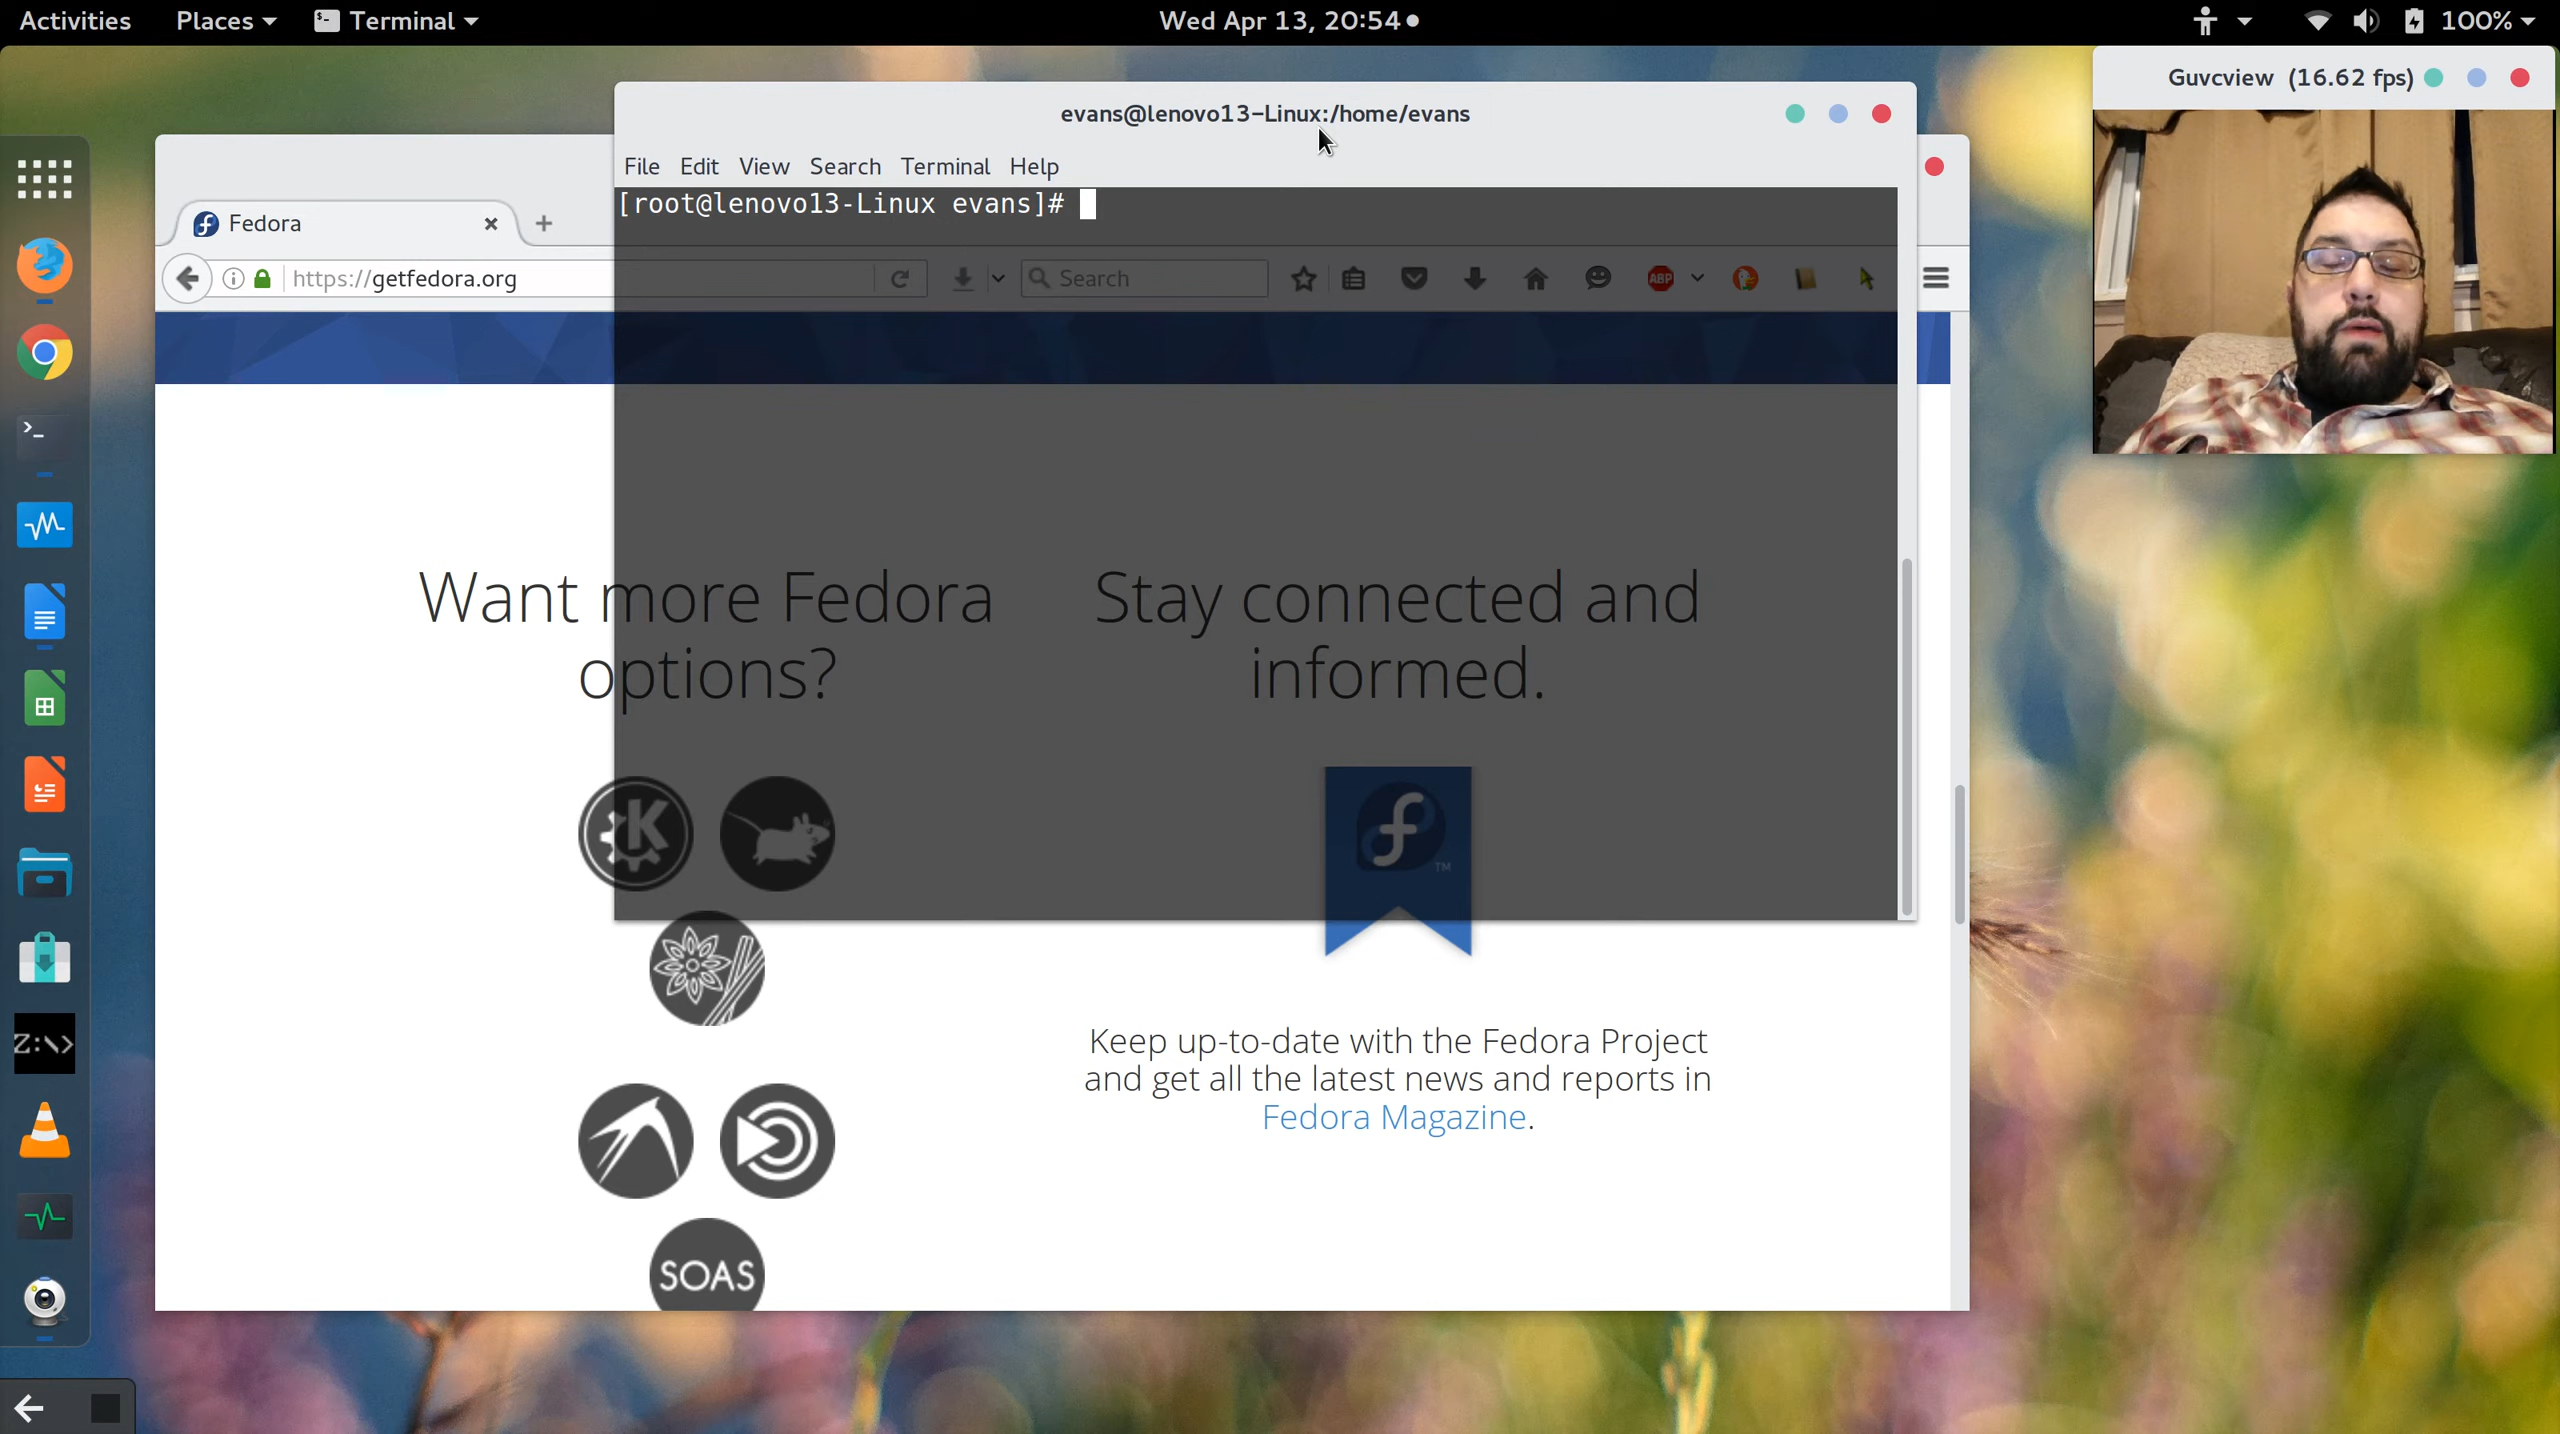 Activities Places Terminal Wed Apr 13, 20:54 100%
Guvcview (16.62 fps)
evans@lenovo13-Linux:/home/evans
File Edit View Search Terminal Help
[root@lenovo13-Linux evans]#
Fedora
https://getfedora.org
Search
ABP
Want more Fedora
options?
Stay connected and
informed.
K
TM
Keep up-to-date with the Fedora Project
and get all the latest news and reports in
Fedora Magazine.
SOAS
Z:\>